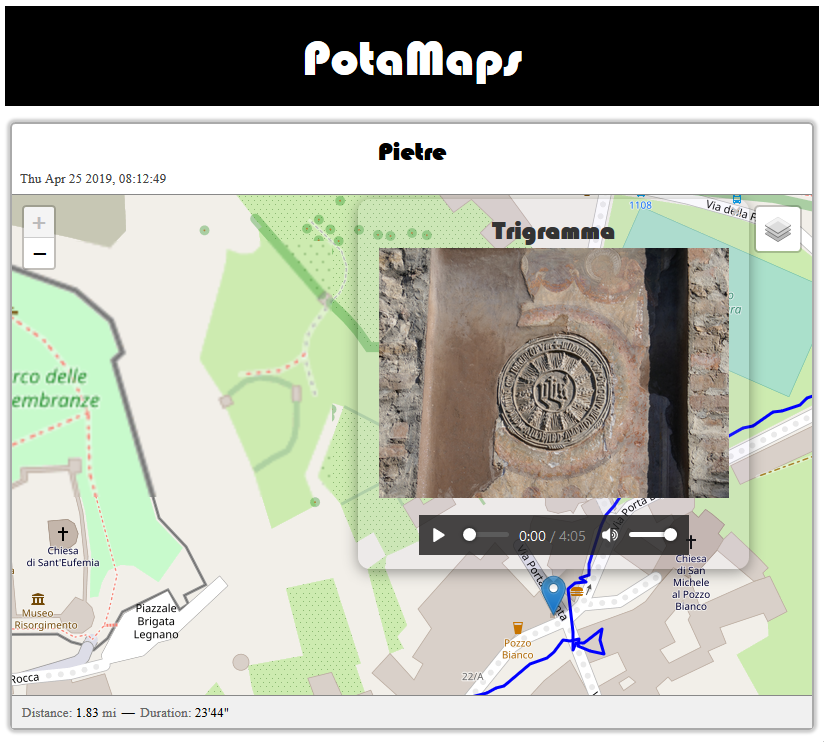 PotaMaps
Pietre
Thu Apr 25 2019, 08:12:49
+
−
1108
Via della
Trigramma
rco delle
embranze
Chiesa
di Sant'Eufemia
Museo
Risorgimento
Piazzale
Brigata
Legnano
Rocca
0:00 / 4:05
Via Porta
Via Porta
Chiesa
di San
Michele
al Pozzo
Bianco
Pozzo
Bianco
22/A
Distance: 1.83 mi — Duration: 23'44"